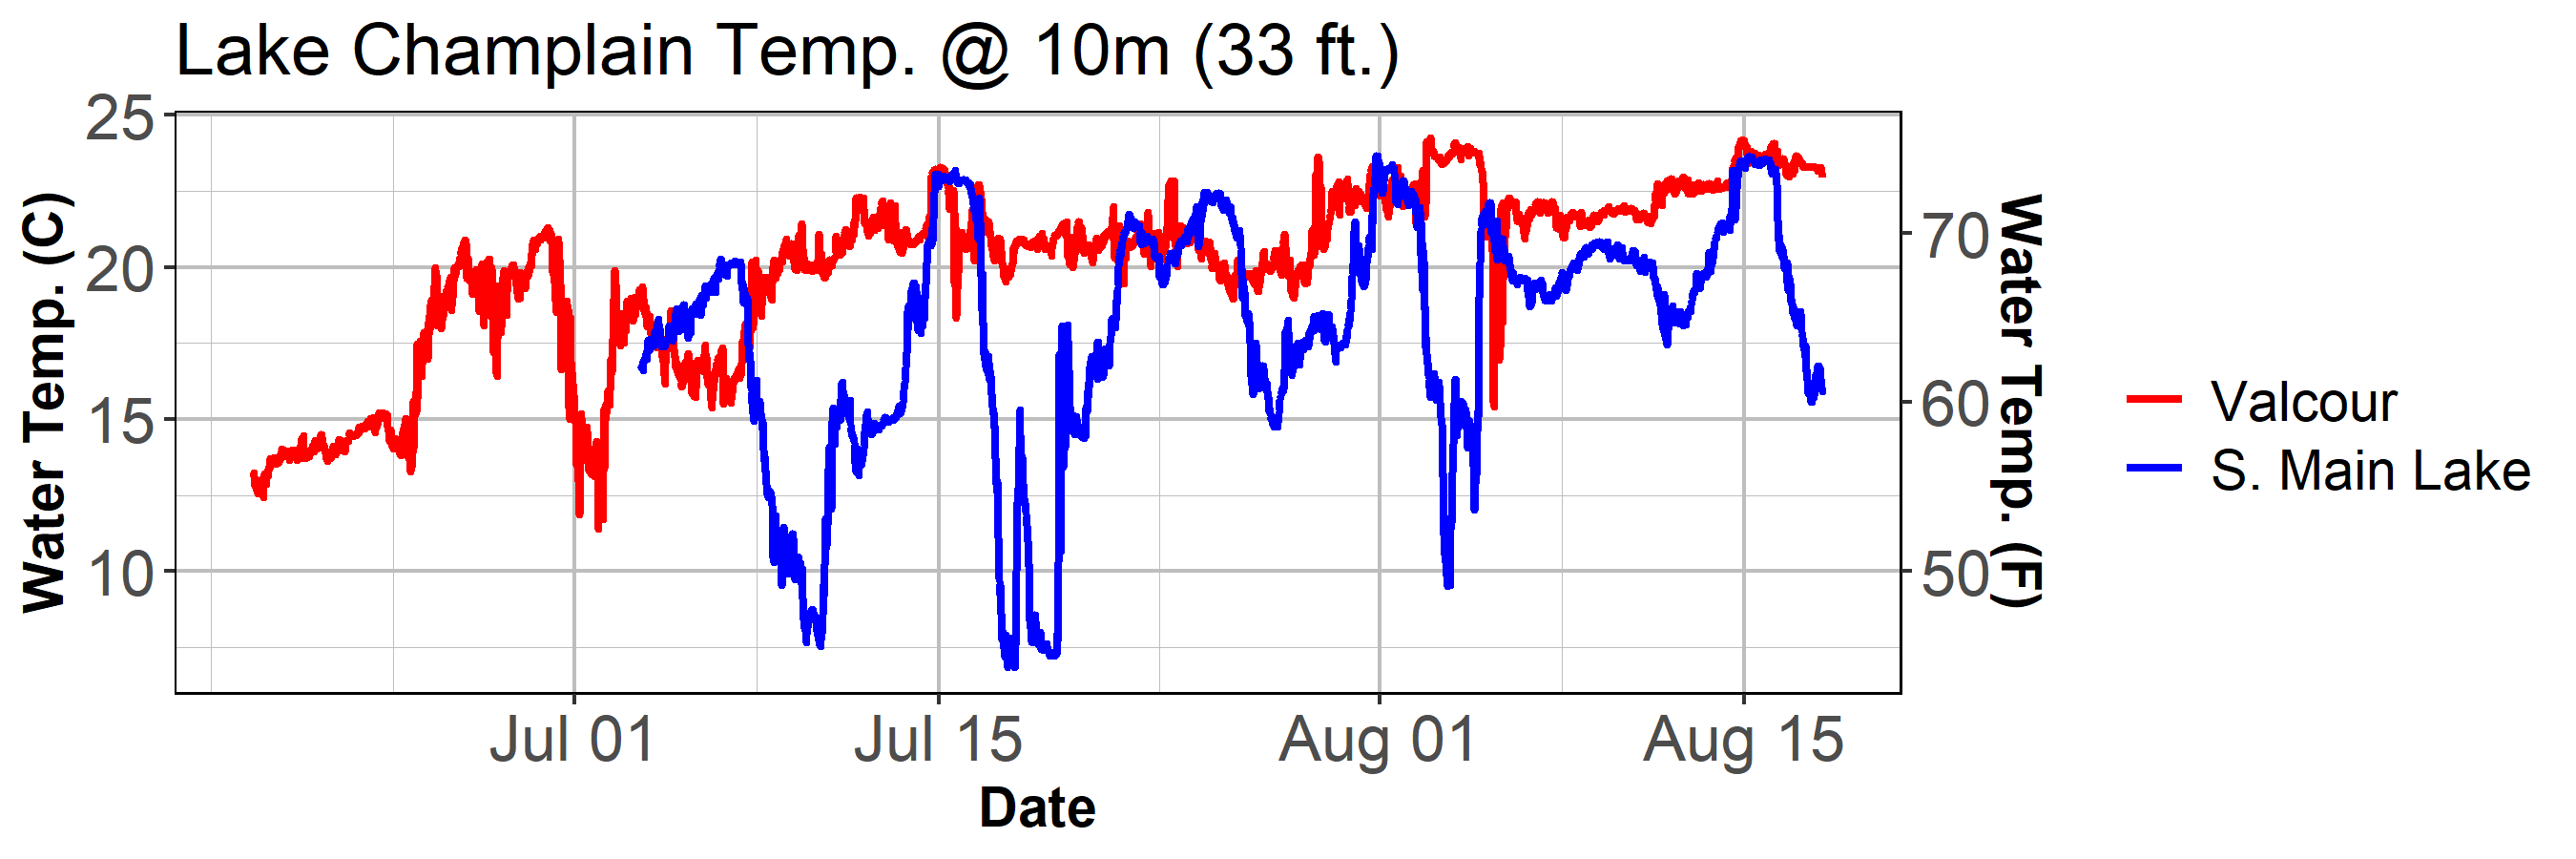 Lake Champlain Temp. @ 10m (33 ft.)
Water Temp. (C)
25
20
15
10
Water Temp. (F)
70
60
50
Jul 01
Jul 15
Aug 01
Aug 15
Date
Valcour
S. Main Lake